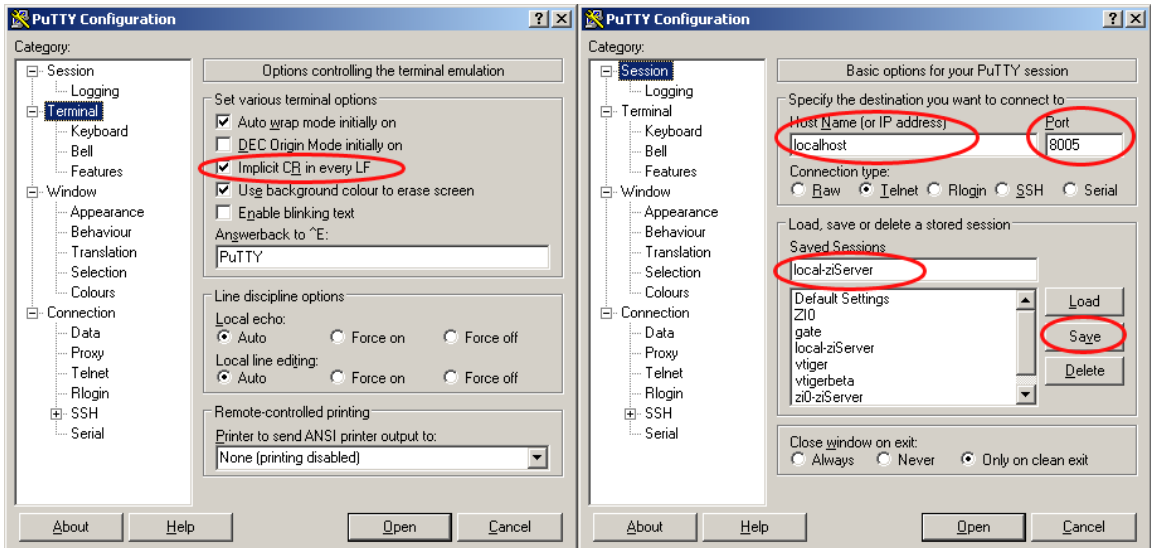 PuTTY Configuration
Category:
Session
Logging
Terminal
Keyboard
Bell
Features
Window
Appearance
Behaviour
Translation
Selection
Colours
Connection
Data
Proxy
Telnet
Rlogin
SSH
Serial
Options controlling the terminal emulation
Set various terminal options
Auto wrap mode initially on
DEC Origin Mode initially on
Implicit CR in every LF
Use background colour to erase screen
Enable blinking text
Answerback to ^E:
PuTTY
Line discipline options
Local echo:
Auto Force on Force off
Local line editing:
Auto Force on Force off
Remote-controlled printing
Printer to send ANSI printer output to:
None (printing disabled)
About Help Open Cancel
PuTTY Configuration
Category:
Session
Logging
Terminal
Keyboard
Bell
Features
Window
Appearance
Behaviour
Translation
Selection
Colours
Connection
Data
Proxy
Telnet
Rlogin
SSH
Serial
Basic options for your PuTTY session
Specify the destination you want to connect to
Host Name (or IP address) Port
localhost 8005
Connection type:
Raw Telnet Rlogin SSH Serial
Load, save or delete a stored session
Saved Sessions
local-ziServer
Default Settings
ZI0
gate
local-ziServer
vtiger
vtigerbeta
zi0-ziServer
Load
Save
Delete
Close window on exit:
Always Never Only on clean exit
About Help Open Cancel